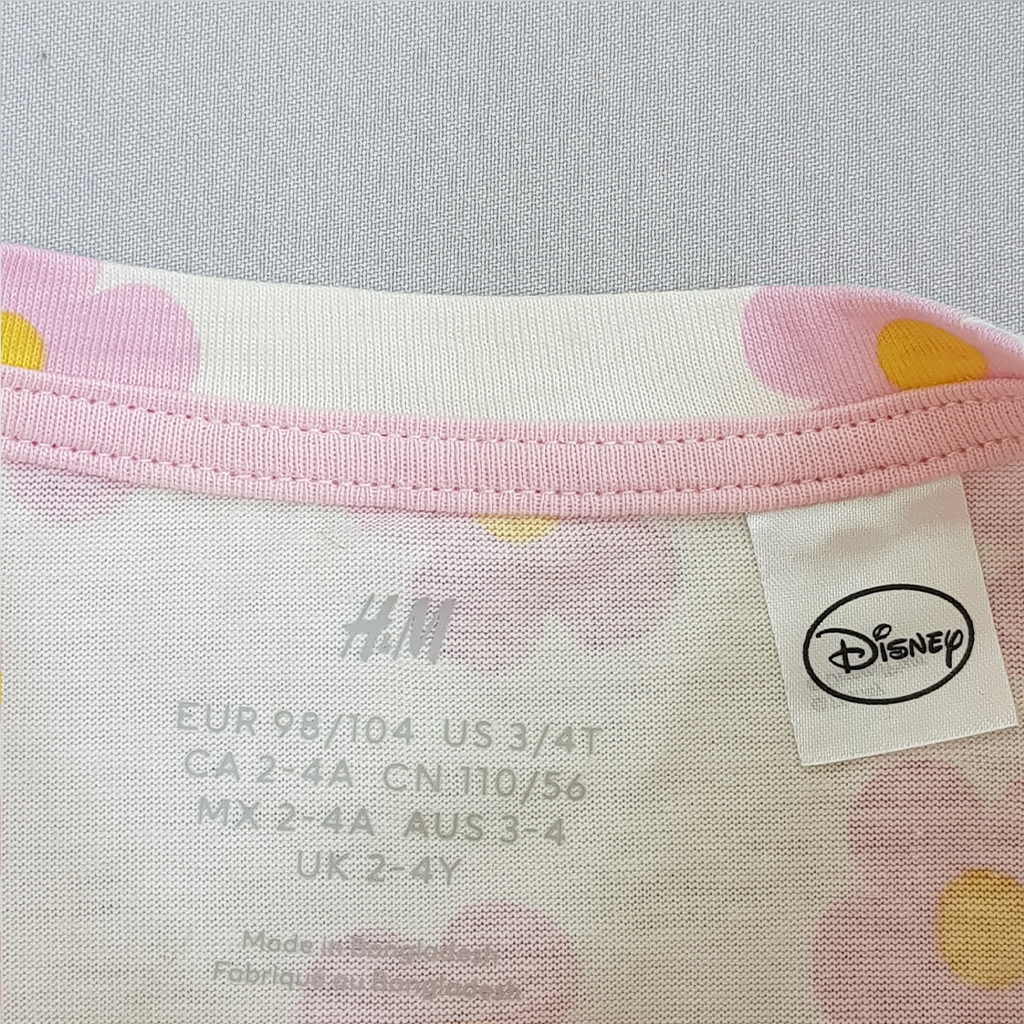 H&M
EUR 98/104 US 3/4T
CA 2-4A CN 110/56
MX 2-4A AUS 3-4
UK 2-4Y
Made in Bangladesh
Fabriqué au Bangladesh
Disney